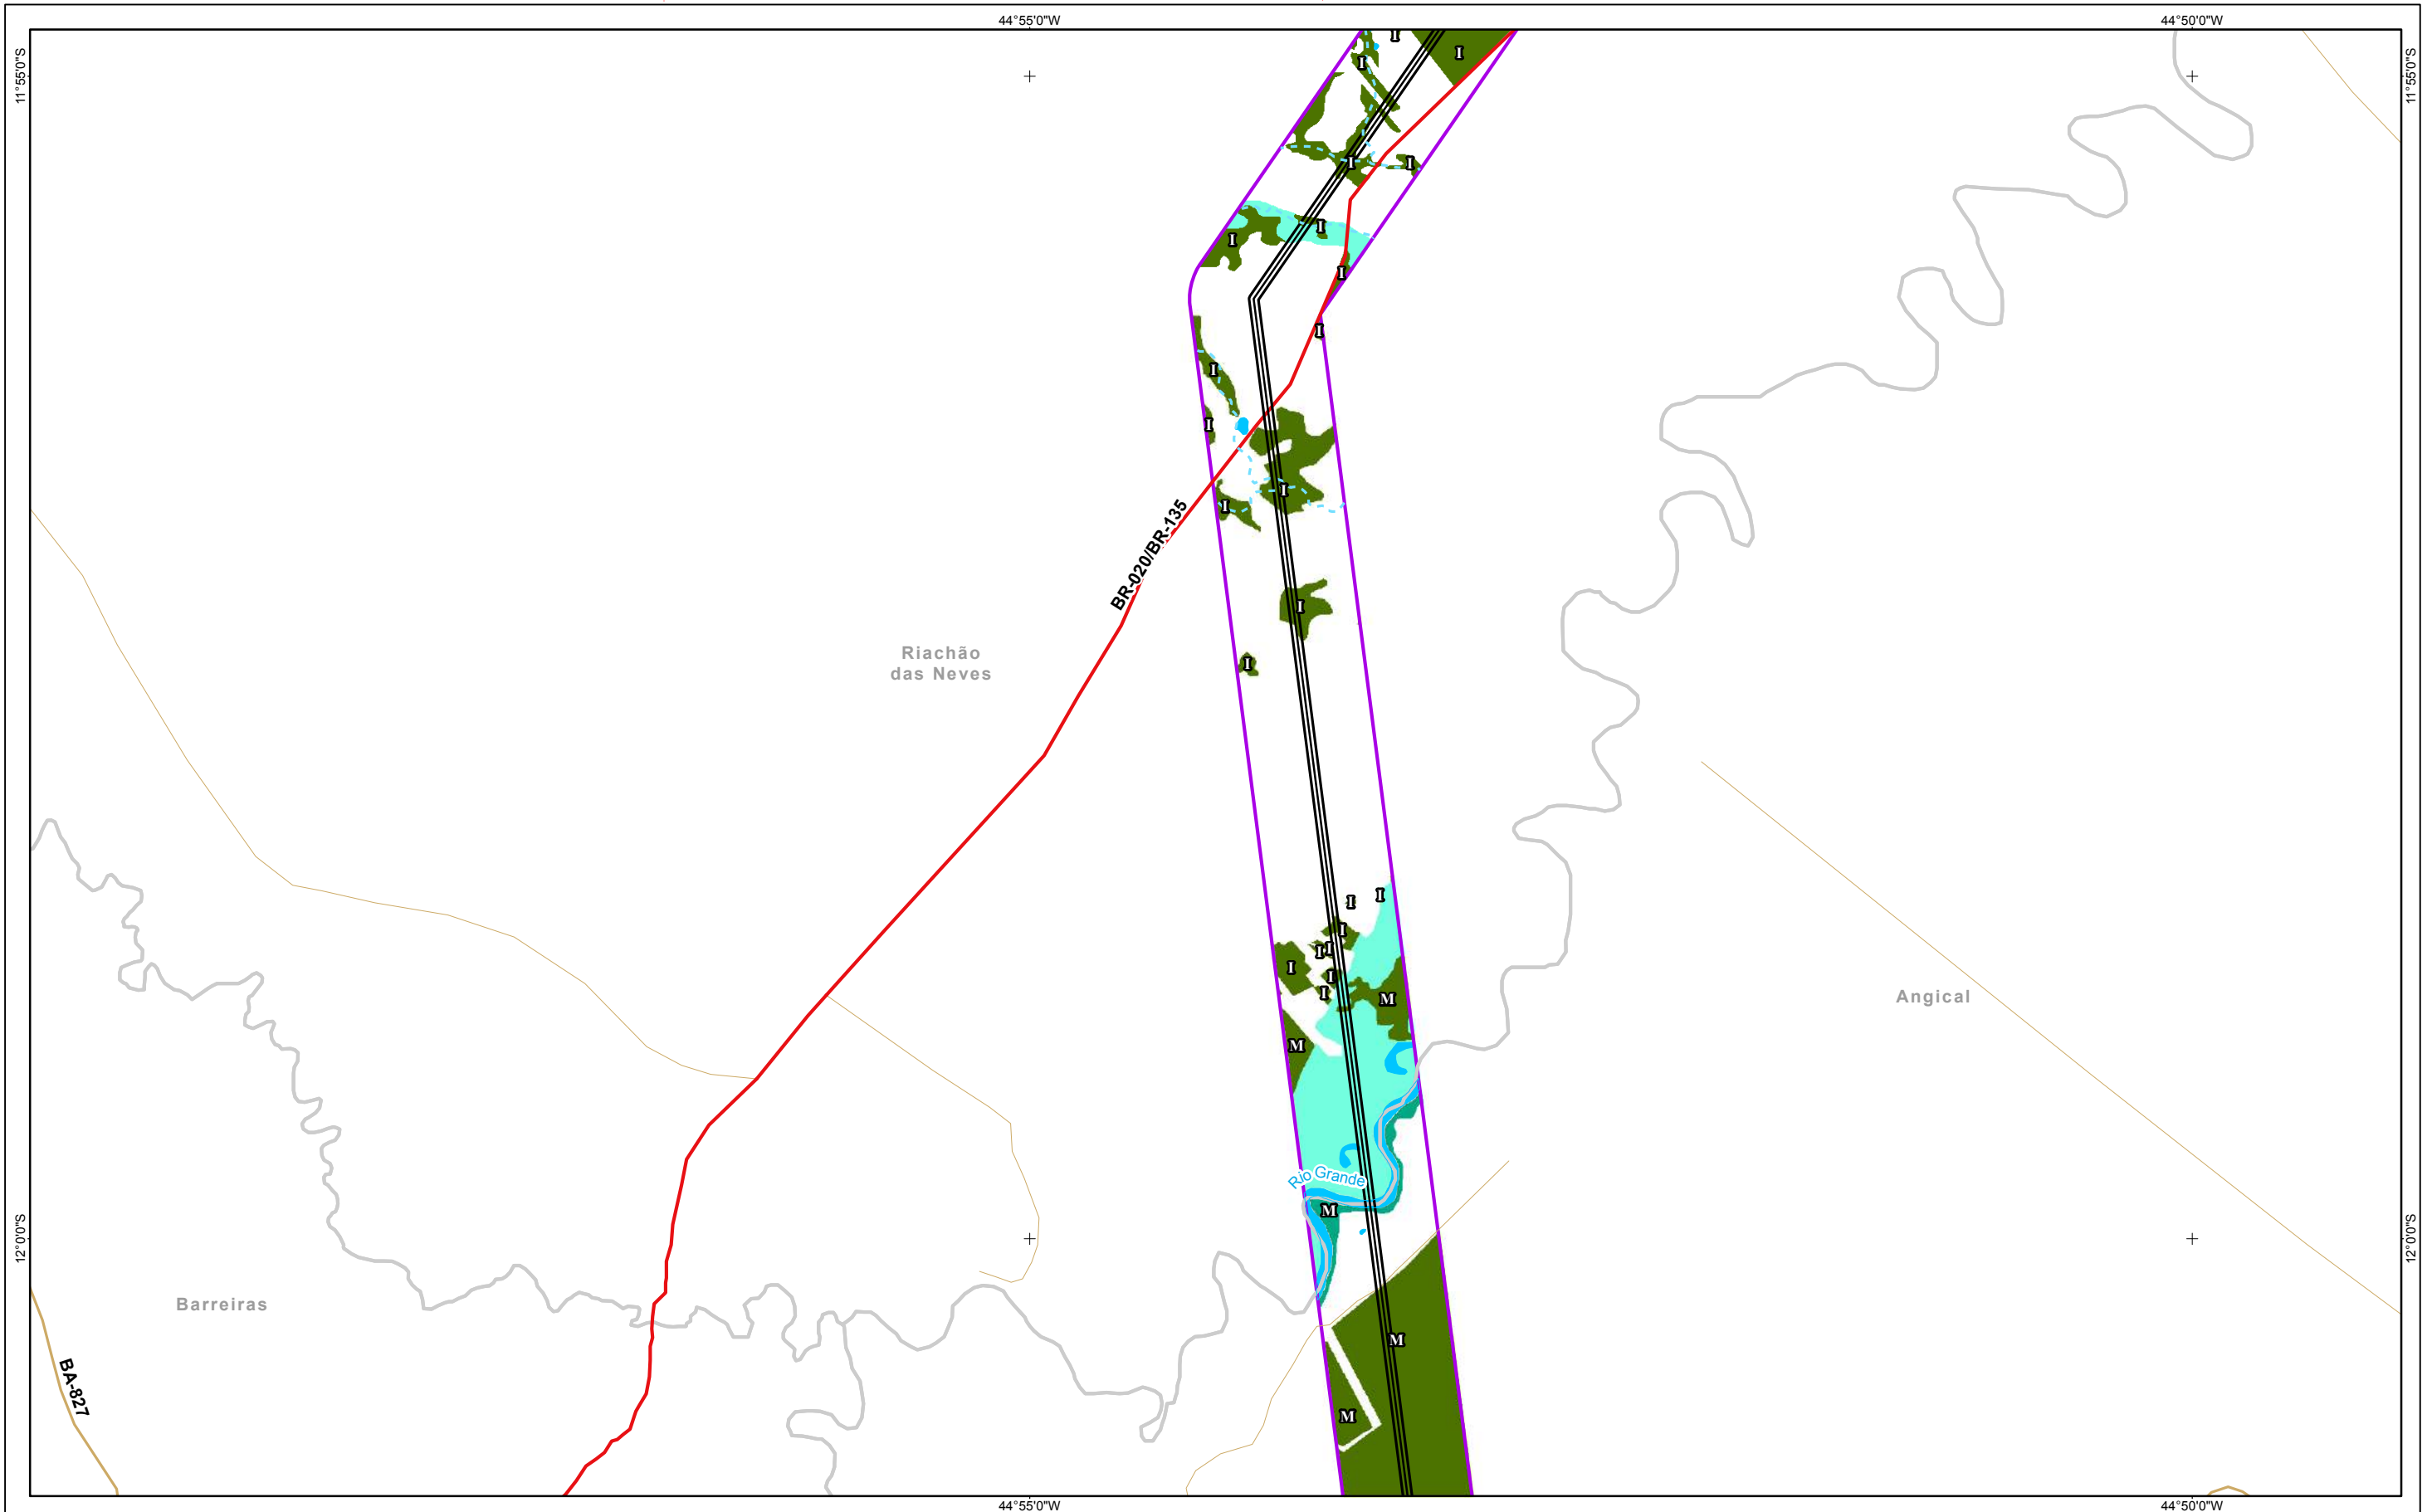 44°55'0"W
44°50'0"W
11°55'0"S
11°55'0"S
I
I
I
I
I
I
I
I
I
I
I
I
I
I
BR-020/BR-135
I
I
Riachão
das Neves
I
I
I
I
I
I
I
I
I
M
Angical
M
Rio Grande
M
12°0'0"S
12°0'0"S
Barreiras
M
BA-827
M
44°55'0"W
44°50'0"W